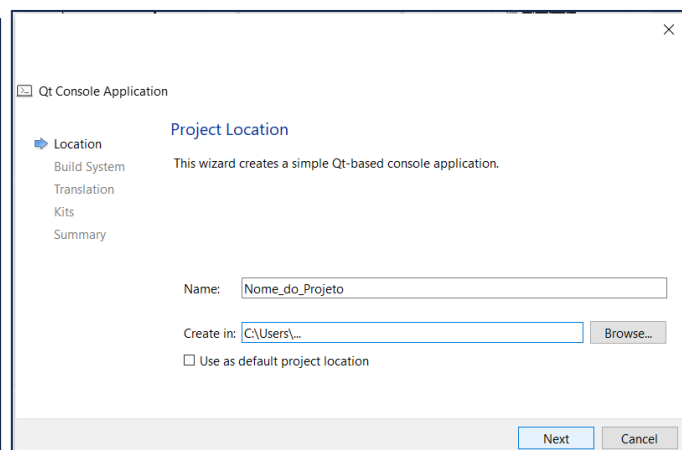 Qt Console Application
Location
Build System
Translation
Kits
Summary
Project Location
This wizard creates a simple Qt-based console application.
Name: Nome_do_Projeto
Create in: C:\Users\... Browse...
Use as default project location
Next Cancel